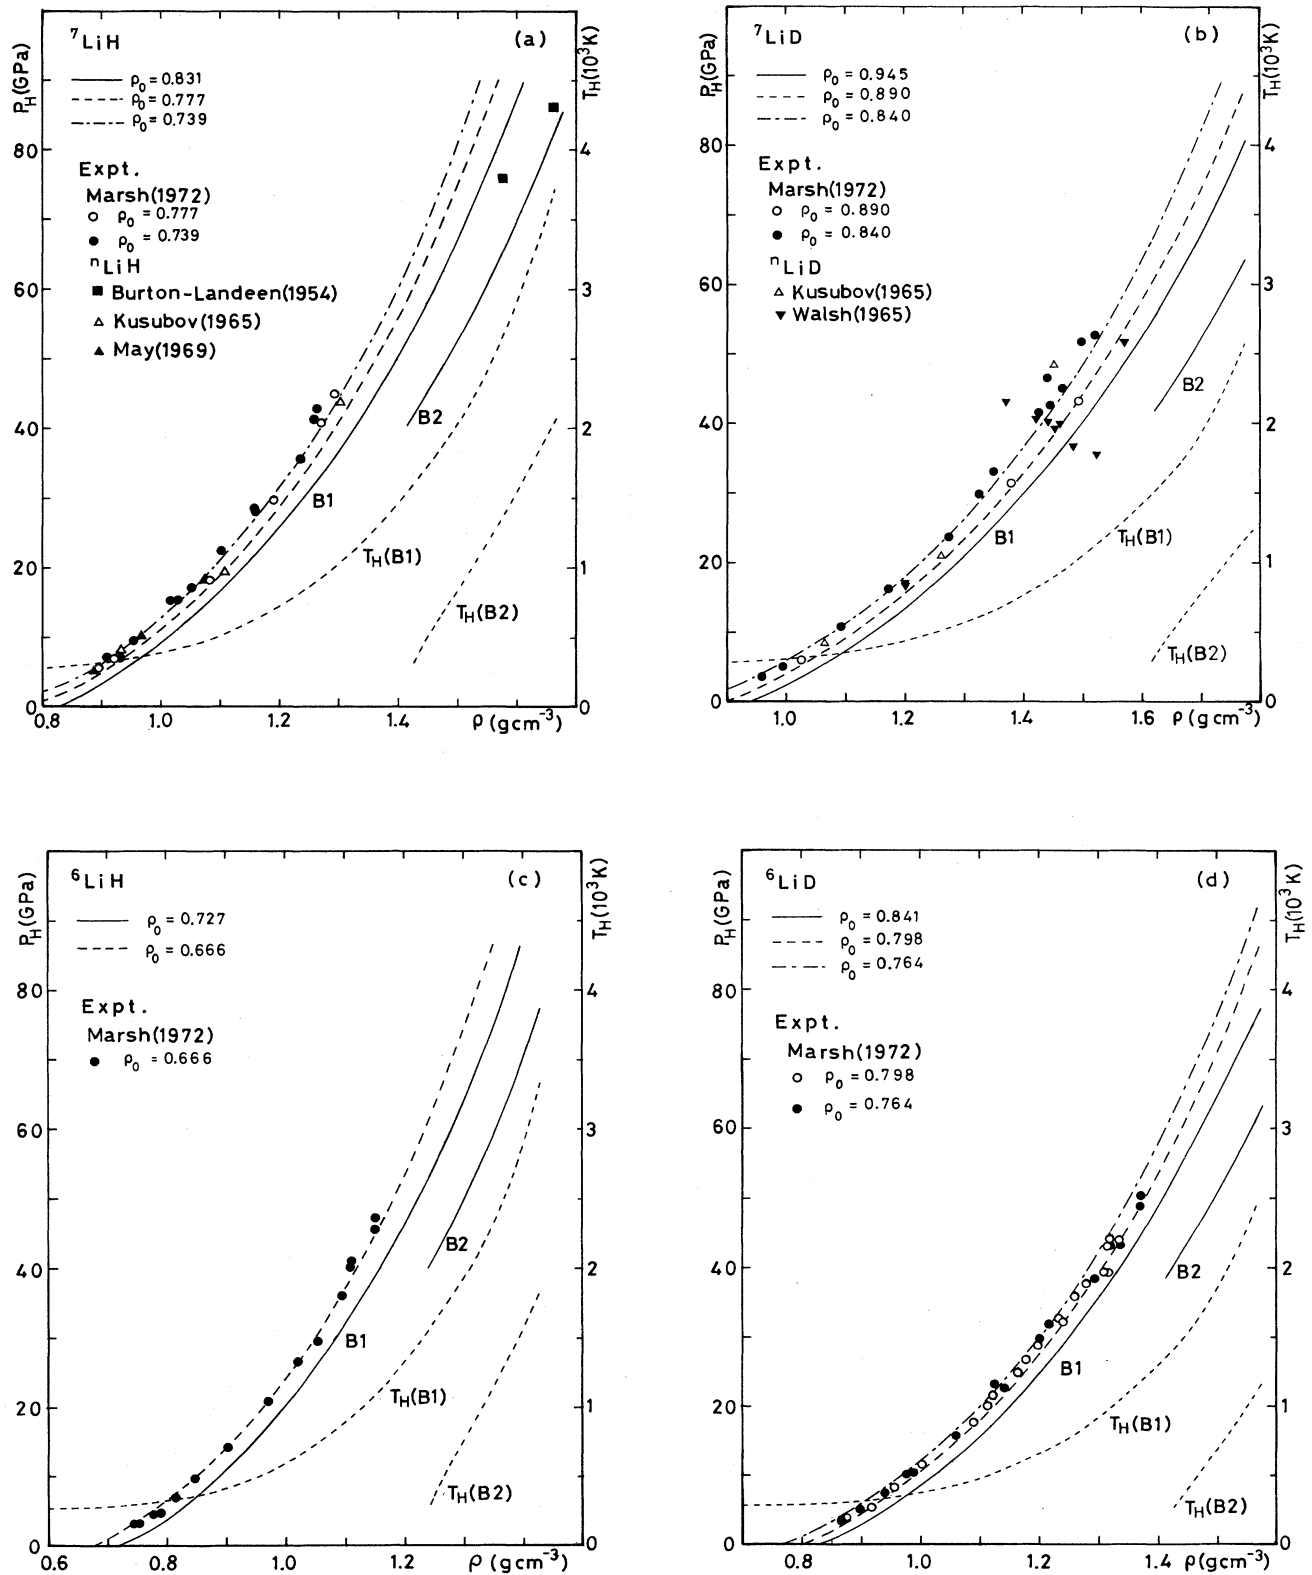 ⁷LiH
(a)
P_H(GPa)
T_H(10³K)
ρ₀ = 0.831
ρ₀ = 0.777
ρ₀ = 0.739
Expt.
Marsh(1972)
ρ₀ = 0.777
ρ₀ = 0.739
ⁿLiH
Burton-Landeen(1954)
Kusubov(1965)
May(1969)
80
60
40
20
0
4
3
2
1
0
B2
B1
T_H(B1)
T_H(B2)
0.8 1.0 1.2 1.4 ρ(gcm⁻³)
⁷LiD
(b)
P_H(GPa)
T_H(10³K)
ρ₀ = 0.945
ρ₀ = 0.890
ρ₀ = 0.840
Expt.
Marsh(1972)
ρ₀ = 0.890
ρ₀ = 0.840
ⁿLiD
Kusubov(1965)
Walsh(1965)
80
60
40
20
0
4
3
2
1
0
B2
B1
T_H(B1)
T_H(B2)
1.0 1.2 1.4 1.6 ρ(gcm⁻³)
⁶LiH
(c)
P_H(GPa)
T_H(10³K)
ρ₀ = 0.727
ρ₀ = 0.666
Expt.
Marsh(1972)
ρ₀ = 0.666
80
60
40
20
0
4
3
2
1
0
B2
B1
T_H(B1)
T_H(B2)
0.6 0.8 1.0 1.2 ρ(gcm⁻³)
⁶LiD
(d)
P_H(GPa)
T_H(10³K)
ρ₀ = 0.841
ρ₀ = 0.798
ρ₀ = 0.764
Expt.
Marsh(1972)
ρ₀ = 0.798
ρ₀ = 0.764
80
60
40
20
0
4
3
2
1
0
B2
B1
T_H(B1)
T_H(B2)
0.8 1.0 1.2 1.4 ρ(gcm⁻³)